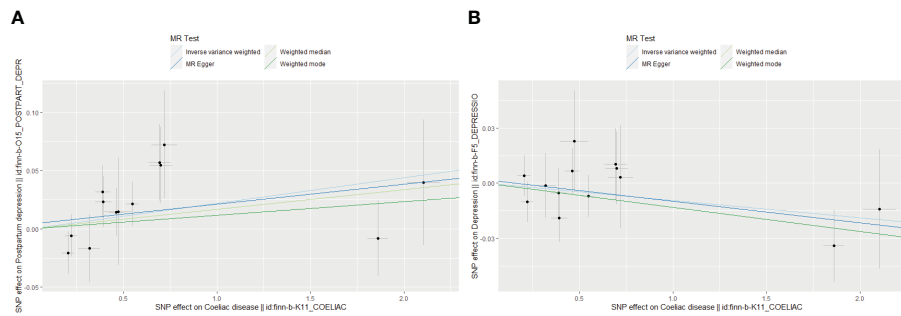 A
MR Test
Inverse variance weighted
Weighted median
MR Egger
Weighted mode
SNP effect on Postpartum depression || id:finn-b-O15_POSTPART_DEPR
0.10
0.05
0.00
-0.05
0.5
1.0
1.5
2.0
SNP effect on Coeliac disease || id:finn-b-K11_COELIAC
B
MR Test
Inverse variance weighted
Weighted median
MR Egger
Weighted mode
SNP effect on Depression || id:finn-b-F5_DEPRESSIO
0.03
0.00
-0.03
0.5
1.0
1.5
2.0
SNP effect on Coeliac disease || id:finn-b-K11_COELIAC